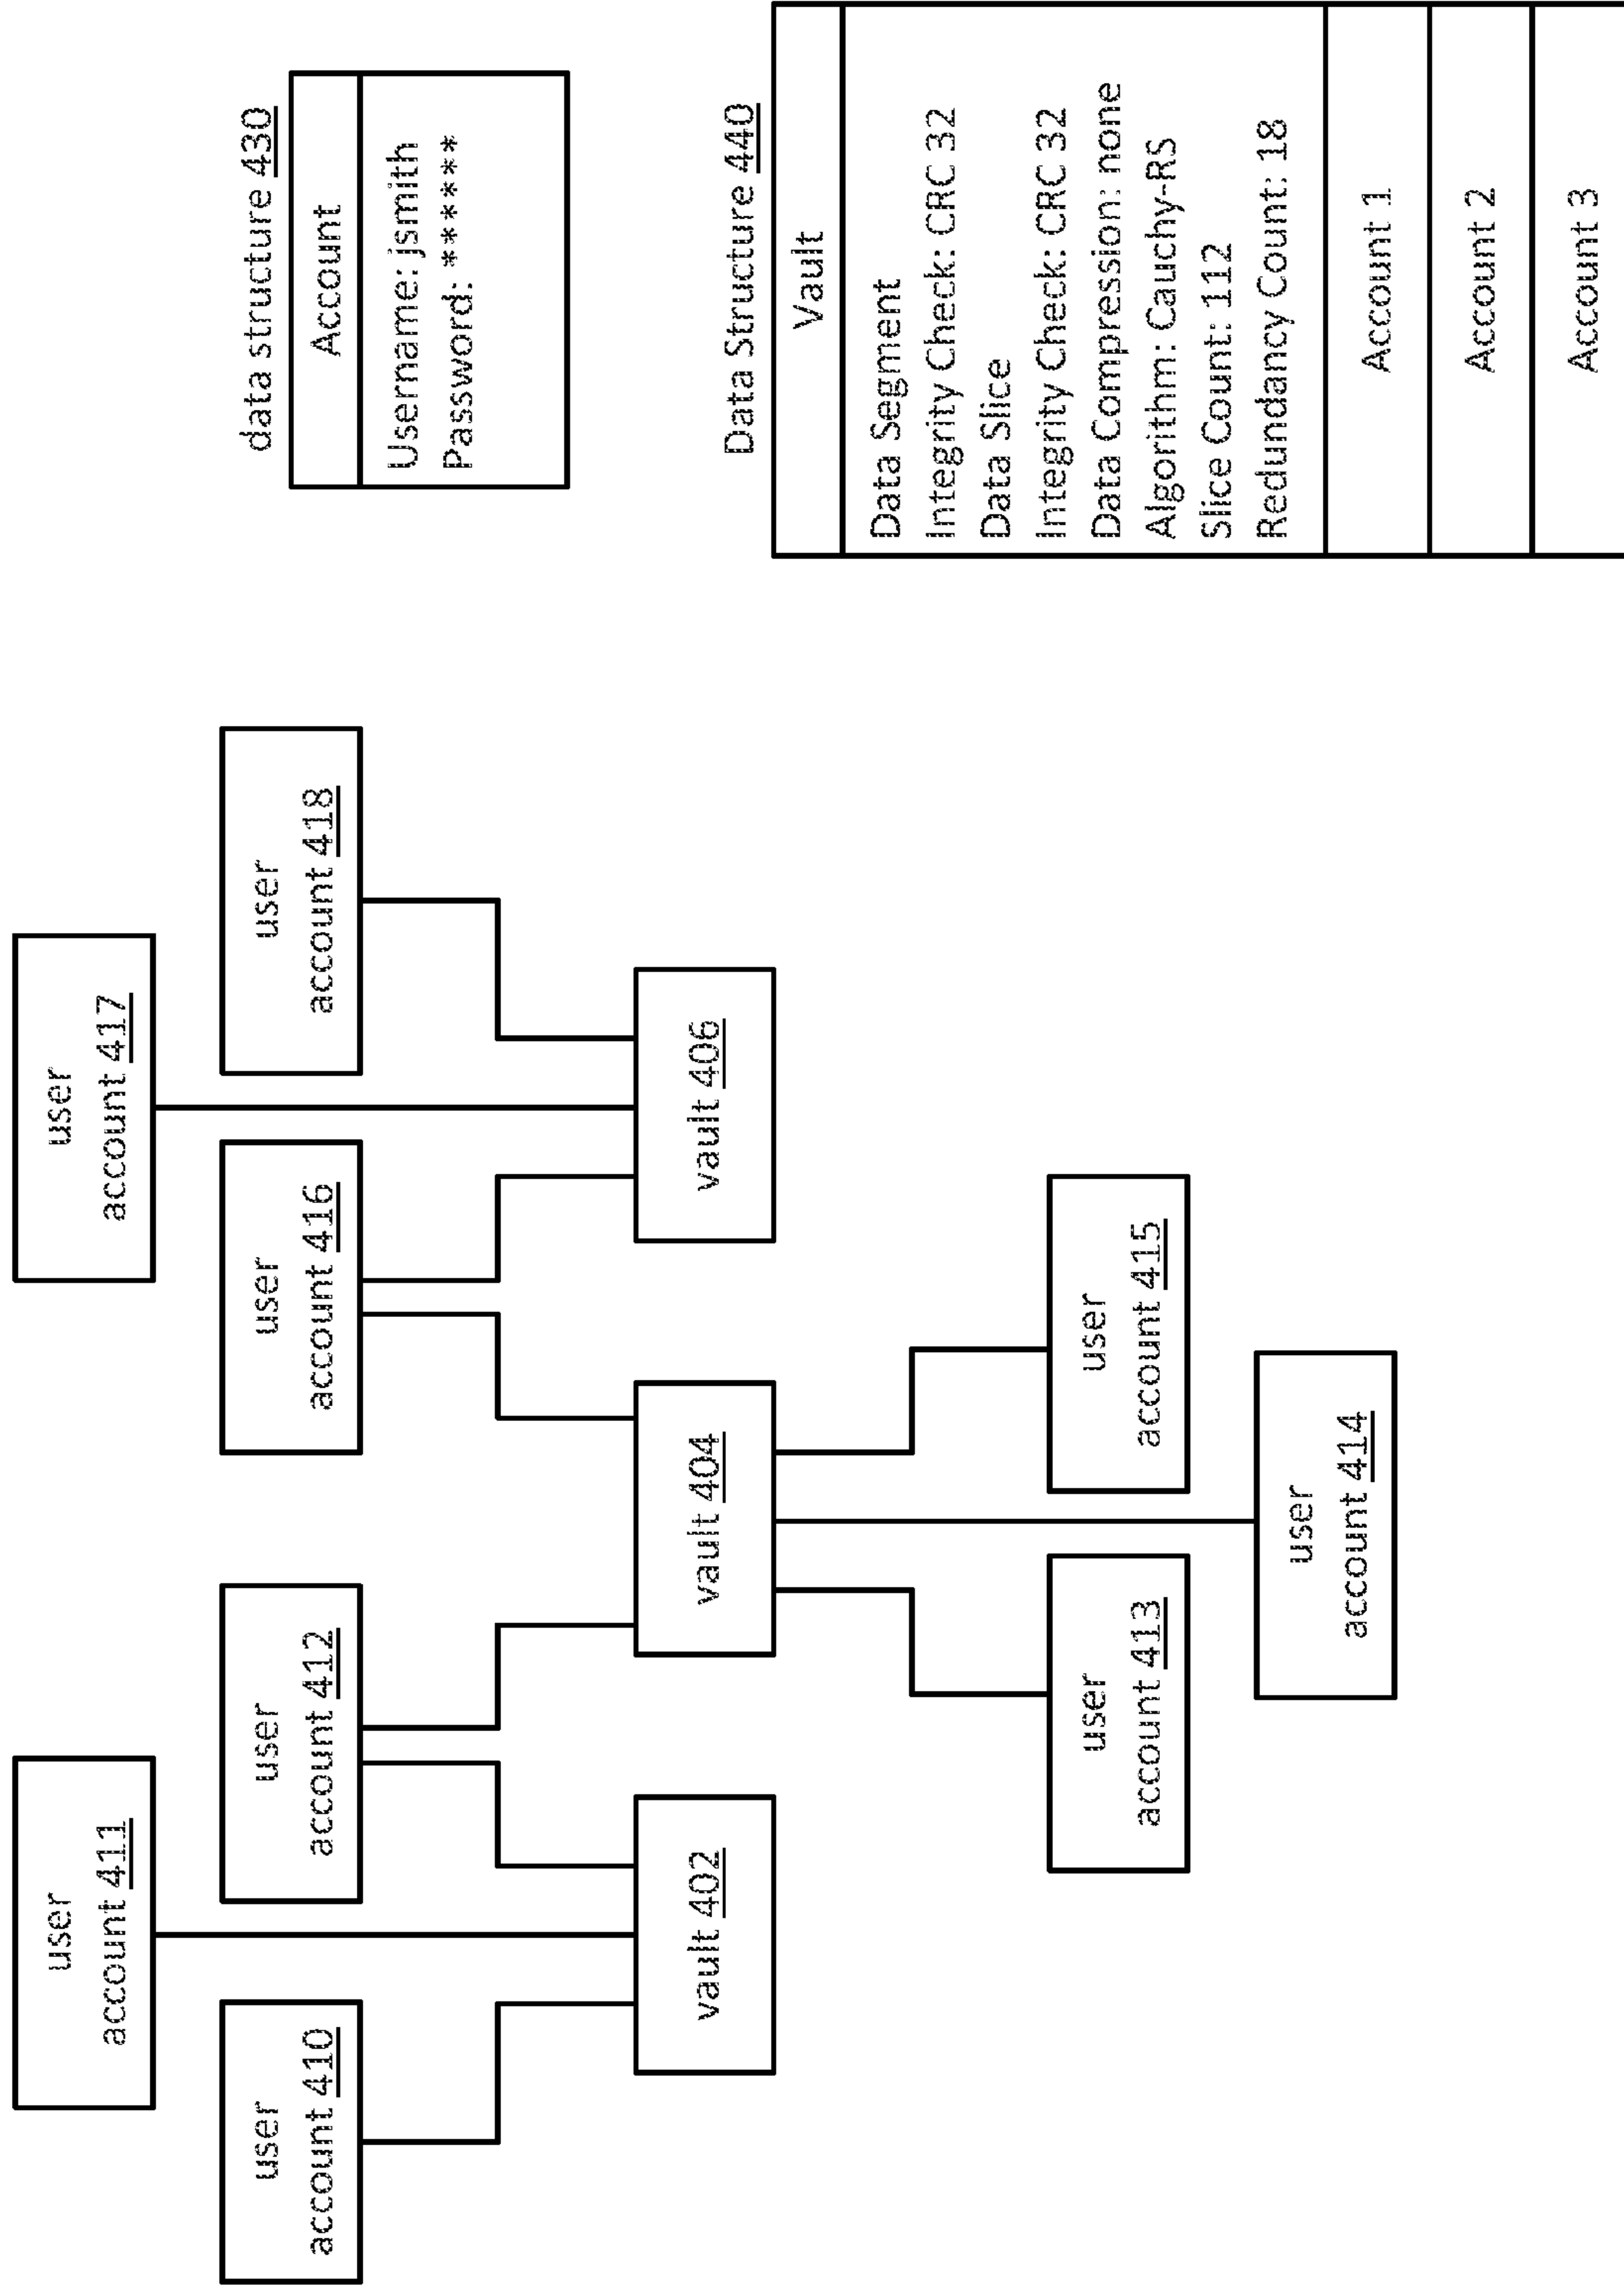 user
account 411
user
account 417
user
account 410
user
account 412
user
account 416
user
account 418
vault 402
vault 404
vault 406
user
account 413
user
account 415
user
account 414
data structure 430
Account
Username: jsmith
Password: *******
Data Structure 440
Vault
Data Segment
Integrity Check: CRC 32
Data Slice
Integrity Check: CRC 32
Data Compression: none
Algorithm: Cauchy-RS
Slice Count: 112
Redundancy Count: 18
Account 1
Account 2
Account 3